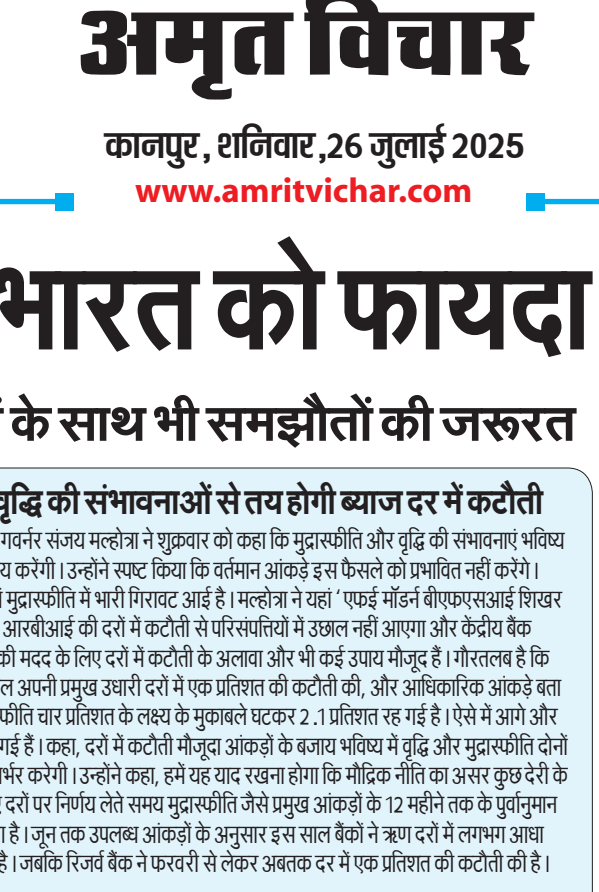 अमृत विचार
कानपुर, शनिवार,26 जुलाई 2025
www.amritvichar.com
भारत को फायदा
के साथ भी समझौतों की जरूरत
वृद्धि की संभावनाओं से तय होगी ब्याज दर में कटौती
गवर्नर संजय मल्होत्रा ने शुक्रवार को कहा कि मुद्रास्फीति और वृद्धि की संभावनाएं भविष्य
करेंगी। उन्होंने स्पष्ट किया कि वर्तमान आंकड़े इस फैसले को प्रभावित नहीं करेंगे।
मुद्रास्फीति में भारी गिरावट आई है। मल्होत्रा ने यहां ‘ एफई मॉडर्न बीएफएसआई शिखर
आरबीआई की दरों में कटौती से परिसंपत्तियों में उछाल नहीं आएगा और केंद्रीय बैंक
की मदद के लिए दरों में कटौती के अलावा और भी कई उपाय मौजूद हैं। गौरतलब है कि
अपनी प्रमुख उधारी दरों में एक प्रतिशत की कटौती की, और आधिकारिक आंकड़े बता
फीति चार प्रतिशत के लक्ष्य के मुकाबले घटकर 2 .1 प्रतिशत रह गई है। ऐसे में आगे और
गई हैं। कहा, दरों में कटौती मौजूदा आंकड़ों के बजाय भविष्य में वृद्धि और मुद्रास्फीति दोनों
र्भर करेगी। उन्होंने कहा, हमें यह याद रखना होगा कि मौद्रिक नीति का असर कुछ देरी के
दरों पर निर्णय लेते समय मुद्रास्फीति जैसे प्रमुख आंकड़ों के 12 महीने तक के पुर्वानुमान
है। जून तक उपलब्ध आंकड़ों के अनुसार इस साल बैंकों ने ऋण दरों में लगभग आधा
है। जबकि रिजर्व बैंक ने फरवरी से लेकर अबतक दर में एक प्रतिशत की कटौती की है।